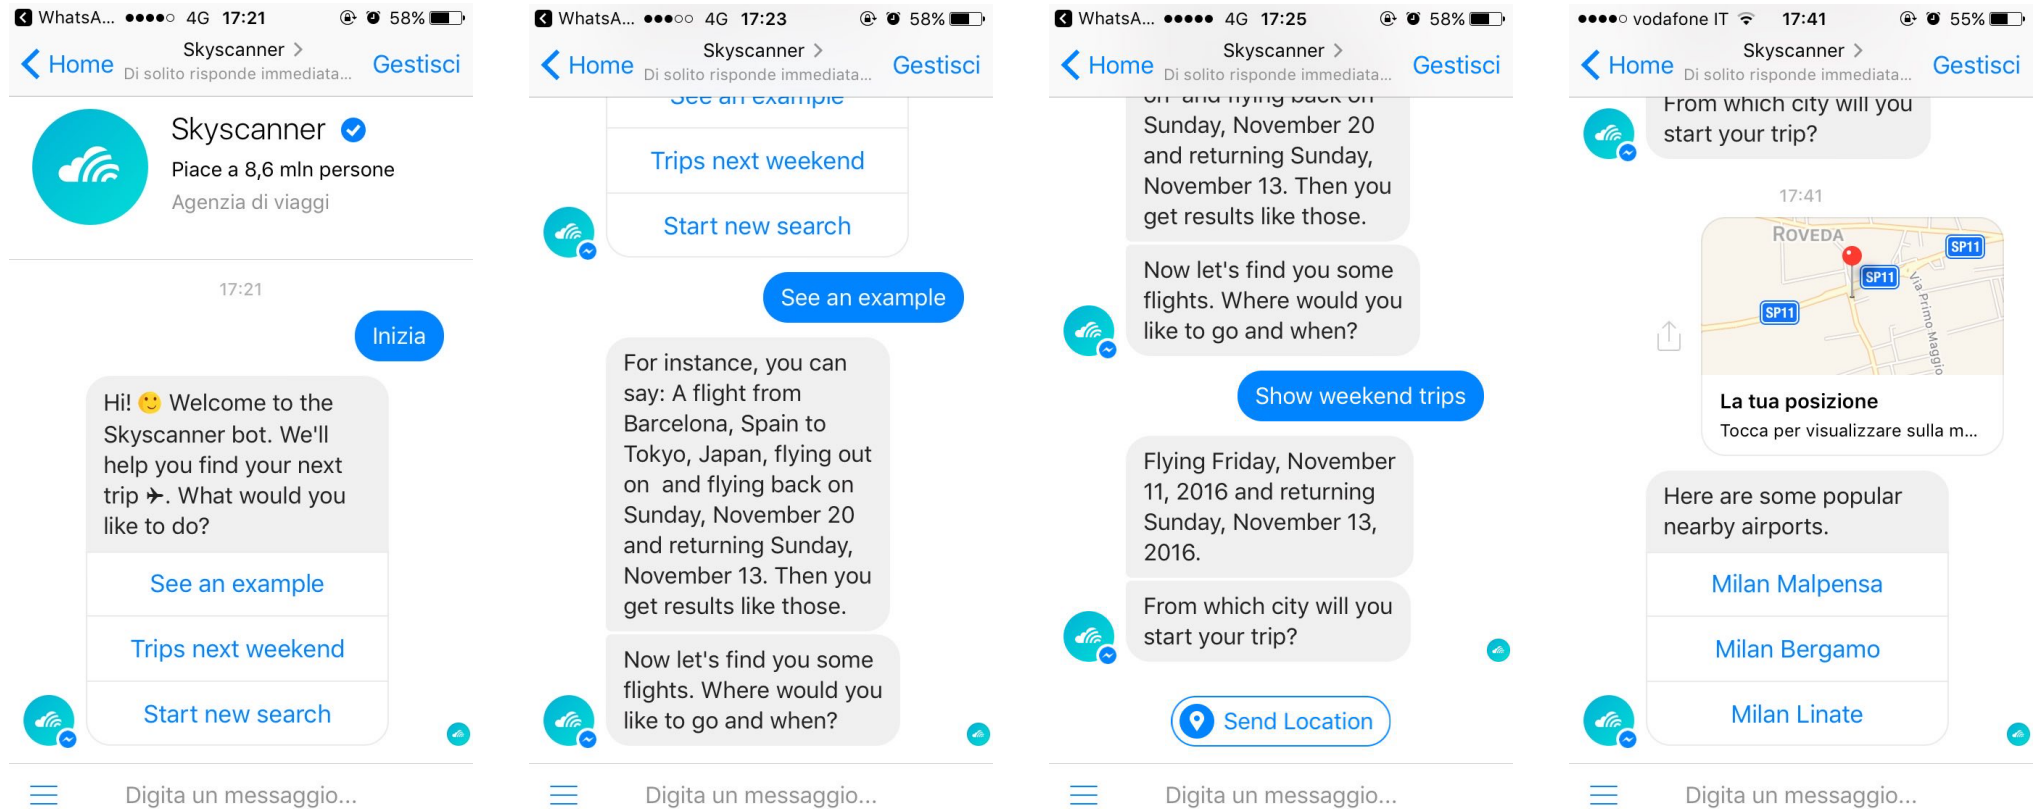 WhatsA... 4G 17:21 58%
Home Skyscanner Gestisci
Di solito risponde immediata...
Skyscanner
Piace a 8,6 mln persone
Agenzia di viaggi
17:21
Inizia
Hi! 🙂 Welcome to the
Skyscanner bot. We'll
help you find your next
trip ✈. What would you
like to do?
See an example
Trips next weekend
Start new search
Digita un messaggio...
WhatsA... 4G 17:23 58%
Home Skyscanner Gestisci
Di solito risponde immediata...
See an example
Trips next weekend
Start new search
See an example
For instance, you can
say: A flight from
Barcelona, Spain to
Tokyo, Japan, flying out
on and flying back on
Sunday, November 20
and returning Sunday,
November 13. Then you
get results like those.
Now let's find you some
flights. Where would you
like to go and when?
Digita un messaggio...
WhatsA... 4G 17:25 58%
Home Skyscanner Gestisci
Di solito risponde immediata...
on and flying back on
Sunday, November 20
and returning Sunday,
November 13. Then you
get results like those.
Now let's find you some
flights. Where would you
like to go and when?
Show weekend trips
Flying Friday, November
11, 2016 and returning
Sunday, November 13,
2016.
From which city will you
start your trip?
Send Location
Digita un messaggio...
vodafone IT 17:41 55%
Home Skyscanner Gestisci
Di solito risponde immediata...
From which city will you
start your trip?
17:41
ROVEDA
SP11
SP11
SP11
Via Primo Maggio
La tua posizione
Tocca per visualizzare sulla m...
Here are some popular
nearby airports.
Milan Malpensa
Milan Bergamo
Milan Linate
Digita un messaggio...